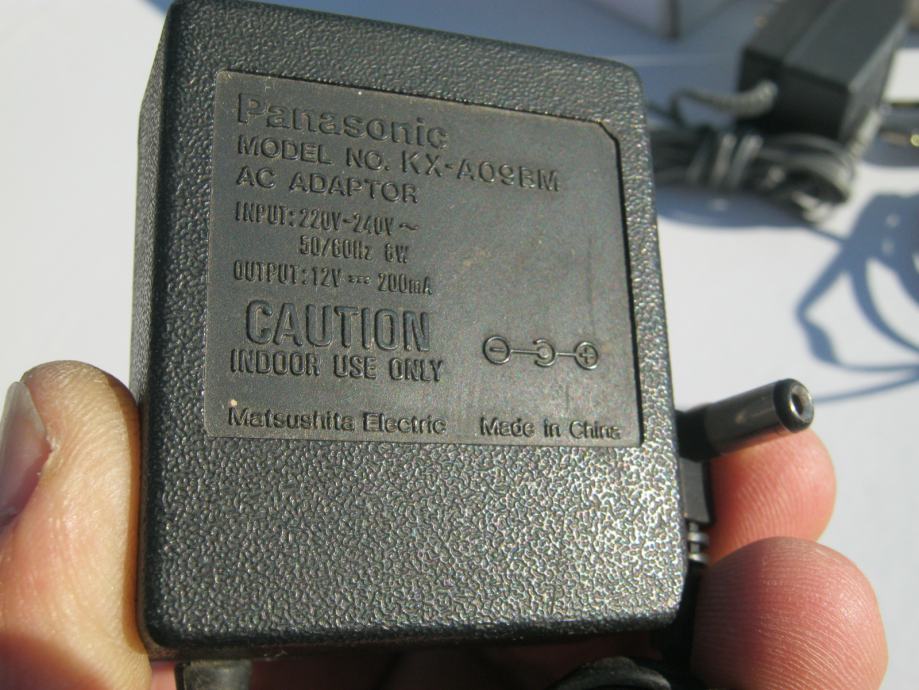 Panasonic
MODEL NO. KX-A09BM
AC ADAPTOR
INPUT: 220V-240V ~
50/60Hz 6W
OUTPUT: 12V ⎓ 200mA
CAUTION
INDOOR USE ONLY
Matsushita Electric Made in China